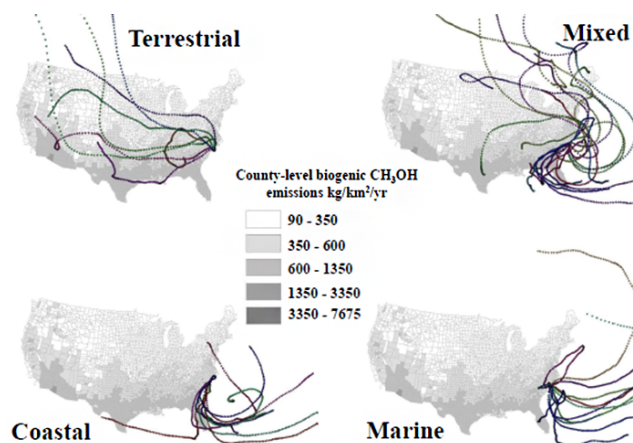 Terrestrial
Mixed
County-level biogenic CH₃OH
emissions kg/km²/yr
90 - 350
350 - 600
600 - 1350
1350 - 3350
3350 - 7675
Coastal
Marine